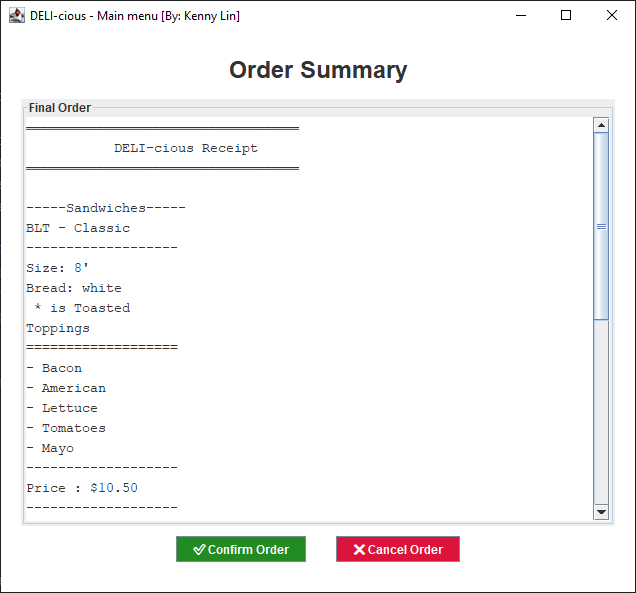 DELI-cious - Main menu [By: Kenny Lin]
Order Summary
Final Order
══════════════════════════════════
DELI-cious Receipt
══════════════════════════════════
-----Sandwiches-----
BLT - Classic
-------------------
Size: 8'
Bread: white
* is Toasted
Toppings
===================
- Bacon
- American
- Lettuce
- Tomatoes
- Mayo
-------------------
Price : $10.50
-------------------
Confirm Order
Cancel Order